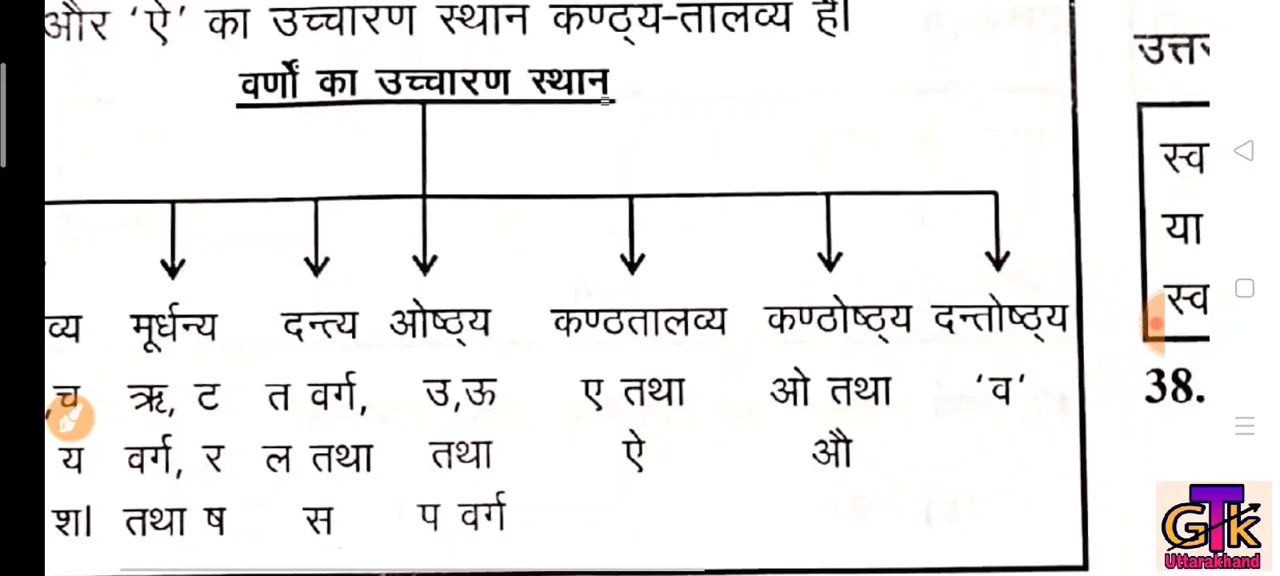 और ‘ऐ’ का उच्चारण स्थान कण्ठ्य-तालव्य है।
वर्णों का उच्चारण स्थान
व्य मूर्धन्य दन्त्य ओष्ठ्य कण्ठतालव्य कण्ठोष्ठ्य दन्तोष्ठ्य
,च ऋ, ट त वर्ग, उ,ऊ ए तथा ओ तथा ‘व’
य वर्ग, र ल तथा तथा ऐ औ
श। तथा ष स प वर्ग
स्व
या
स्व
38.
GTK
Uttarakhand